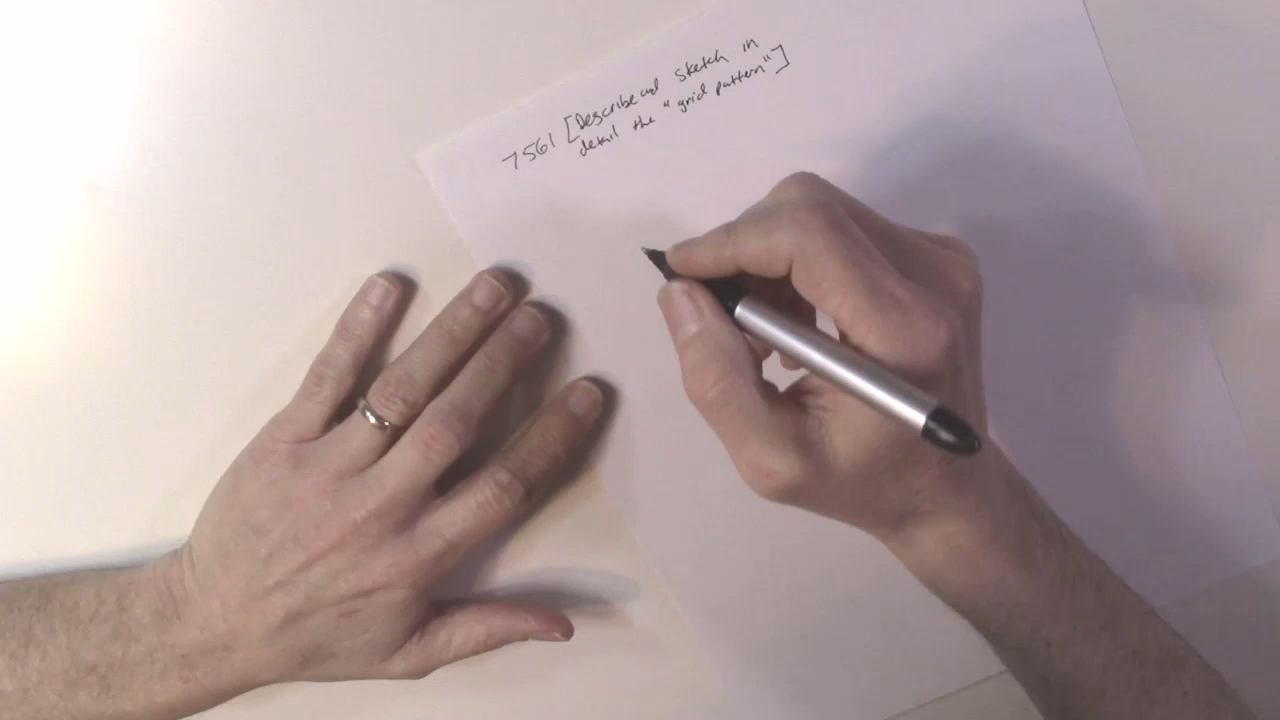 7561 [Describe and sketch in
detail the "grid pattern"]